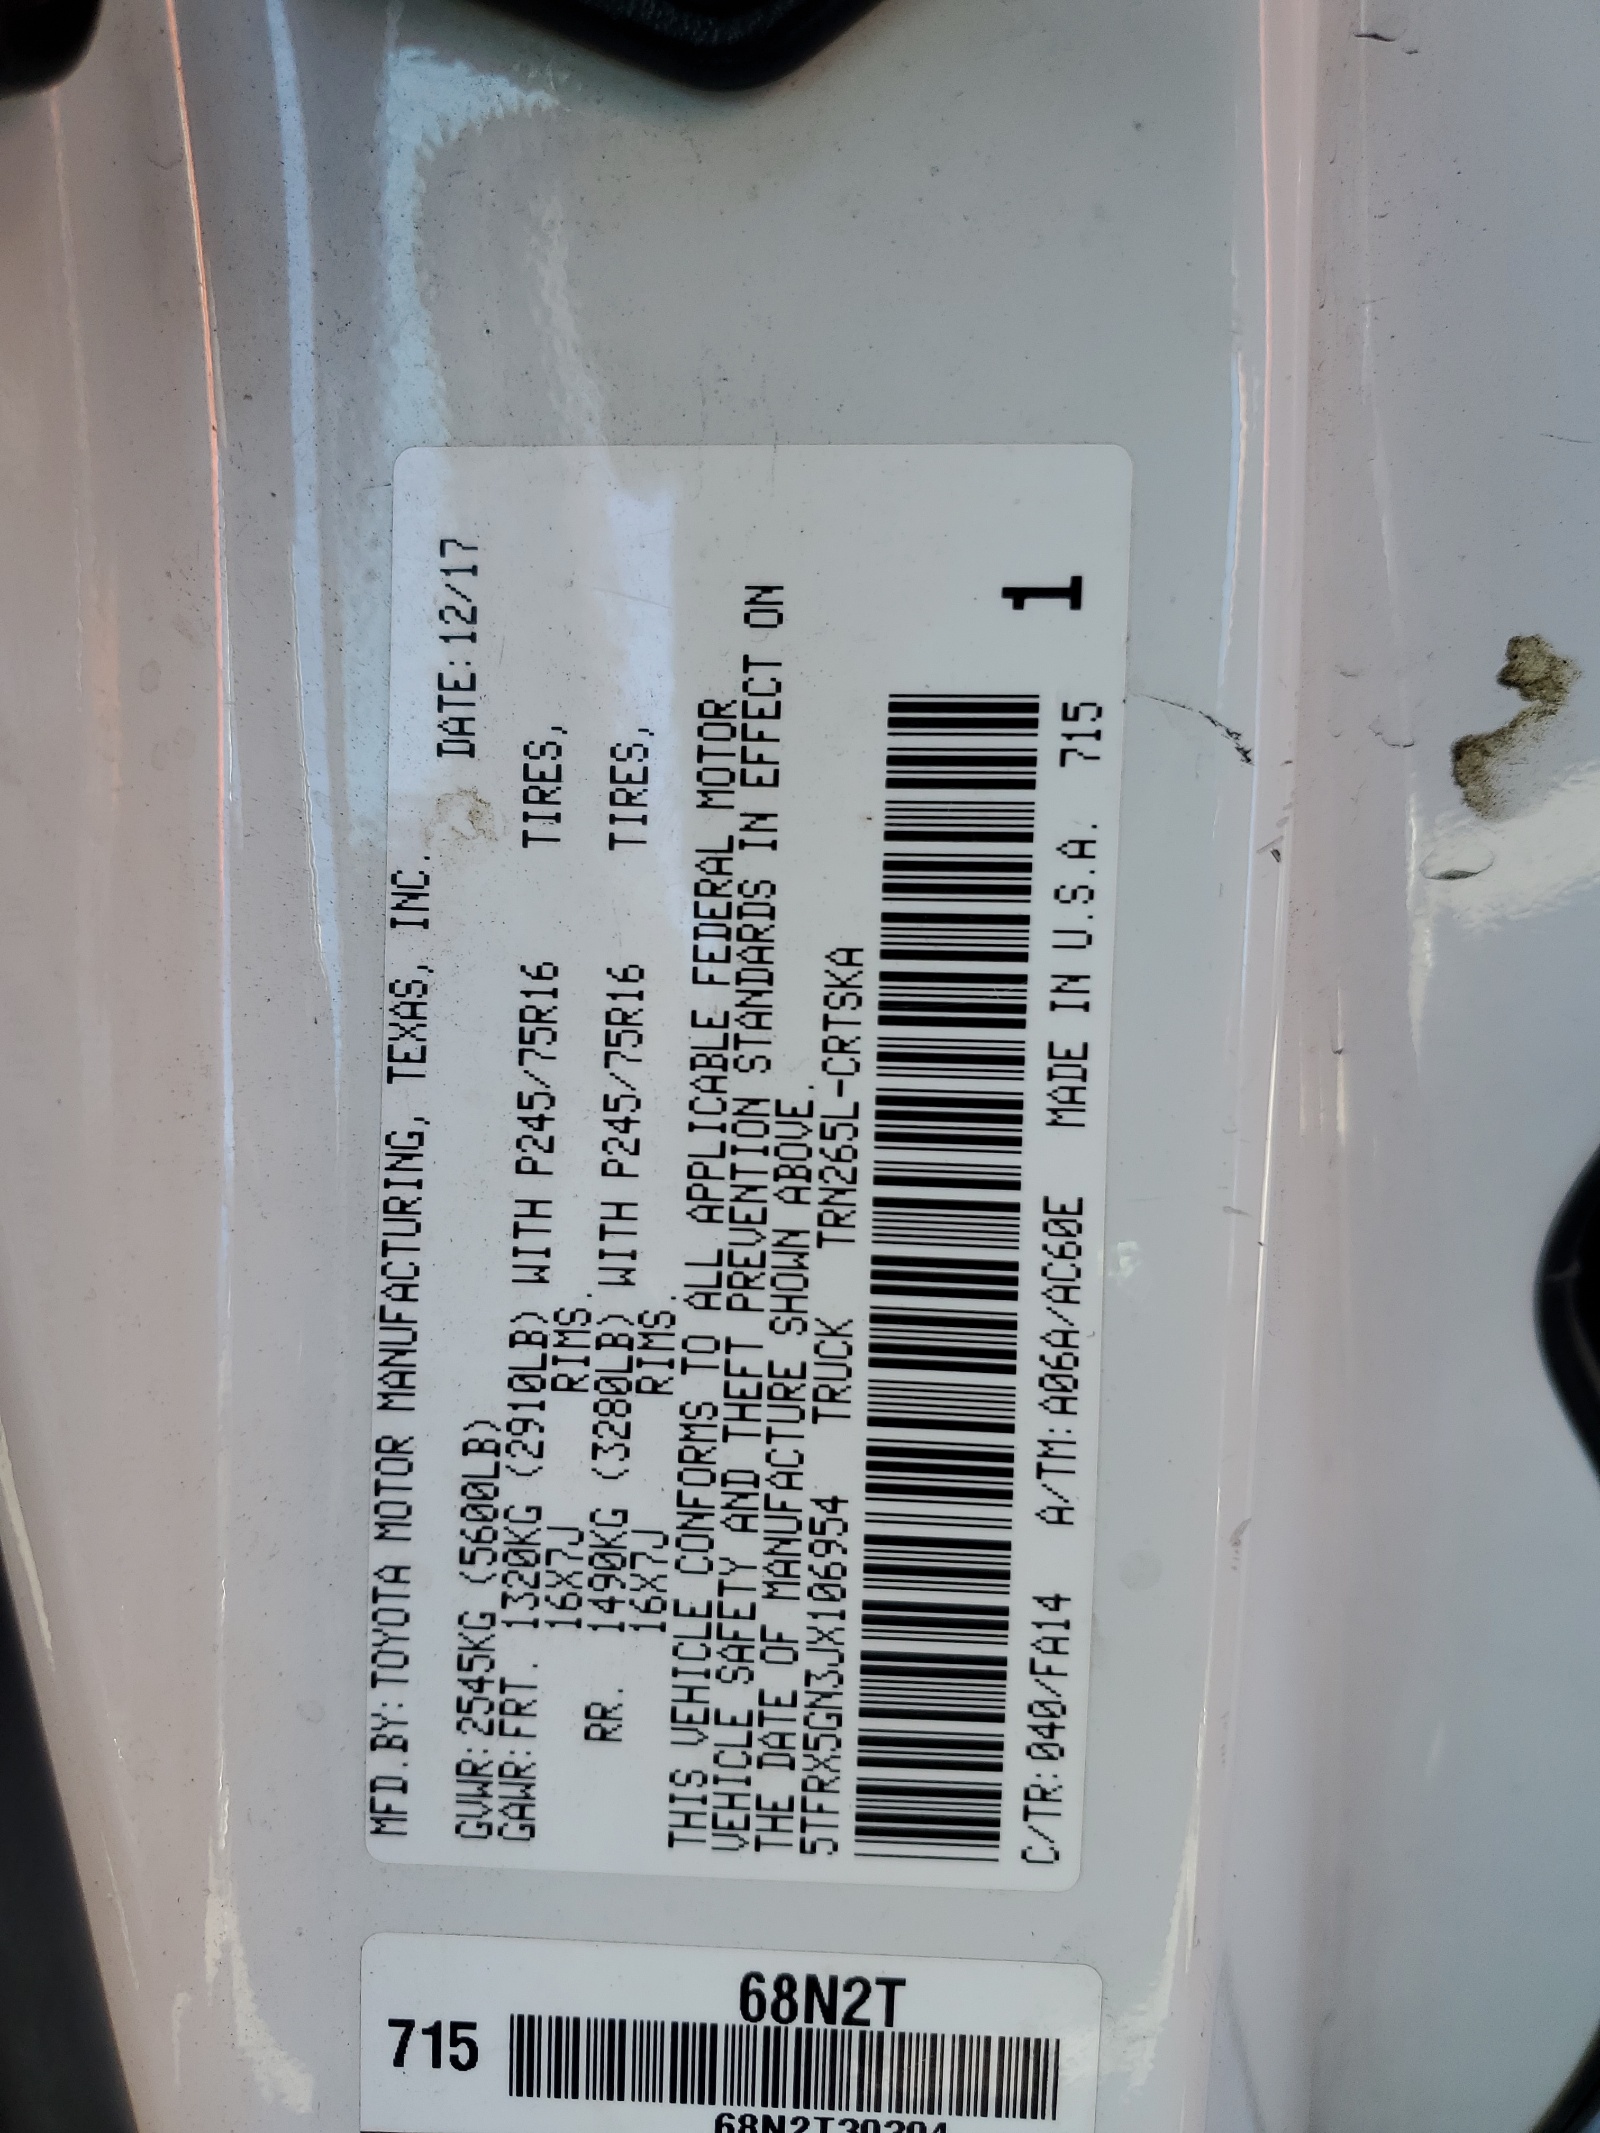 MFD.BY:TOYOTA MOTOR MANUFACTURING, TEXAS, INC.
DATE:12/17
GVWR:2545KG (5600LB)
GAWR:FRT. 1320KG (2910LB) WITH P245/75R16 TIRES,
16X7J RIMS.
RR. 1490KG (3280LB) WITH P245/75R16 TIRES,
16X7J RIMS.
THIS VEHICLE CONFORMS TO ALL APPLICABLE FEDERAL MOTOR
VEHICLE SAFETY AND THEFT PREVENTION STANDARDS IN EFFECT ON
THE DATE OF MANUFACTURE SHOWN ABOVE.
5TFRX5GN3JX106954 TRUCK TRN265L-CRTSKA
1
C/TR:040/FA14 A/TM:A06A/AC60E MADE IN U.S.A. 715
68N2T
715